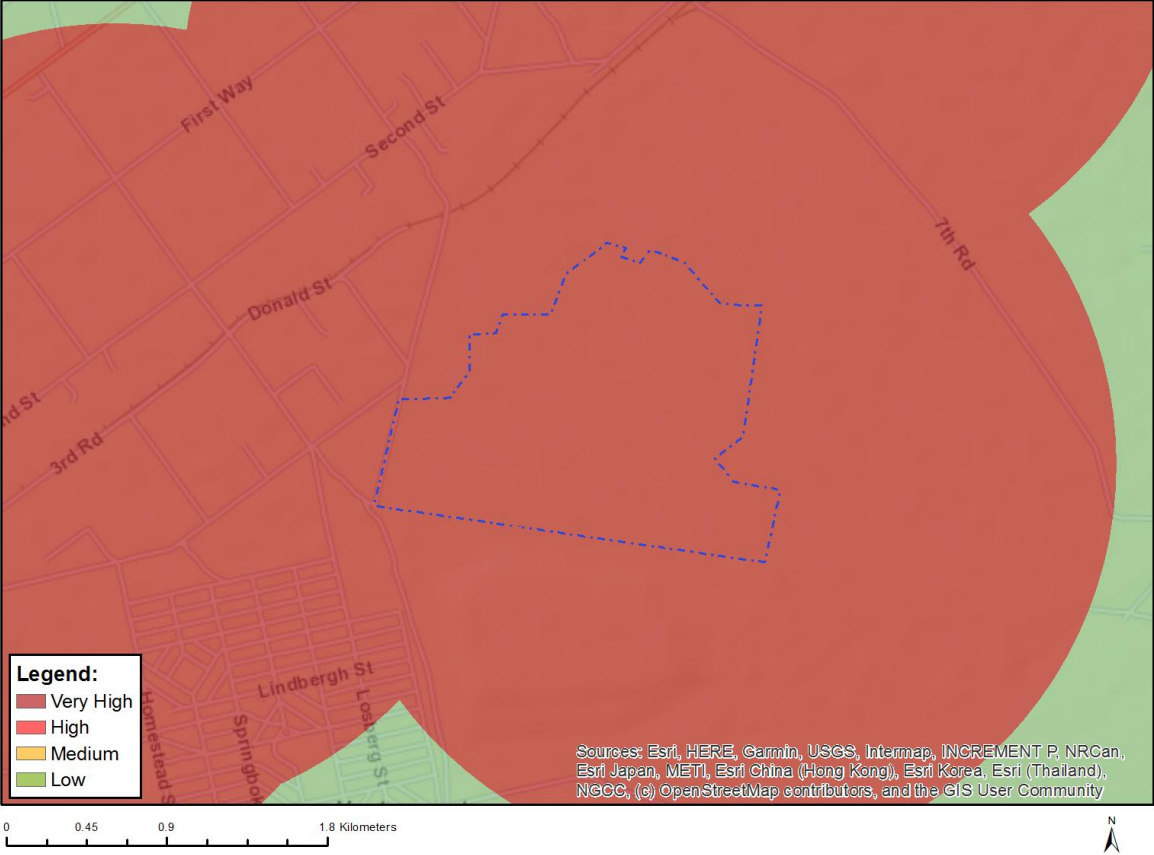 First Way
Second St
7th Rd
Donald St
nd St
3rd Rd
Lindbergh St
Losberg St
Homestead S
Springbok
Legend:
Very High
High
Medium
Low
Sources: Esri, HERE, Garmin, USGS, Intermap, INCREMENT P, NRCan,
Esri Japan, METI, Esri China (Hong Kong), Esri Korea, Esri (Thailand),
NGCC, (c) OpenStreetMap contributors, and the GIS User Community
0 0.45 0.9 1.8 Kilometers
N